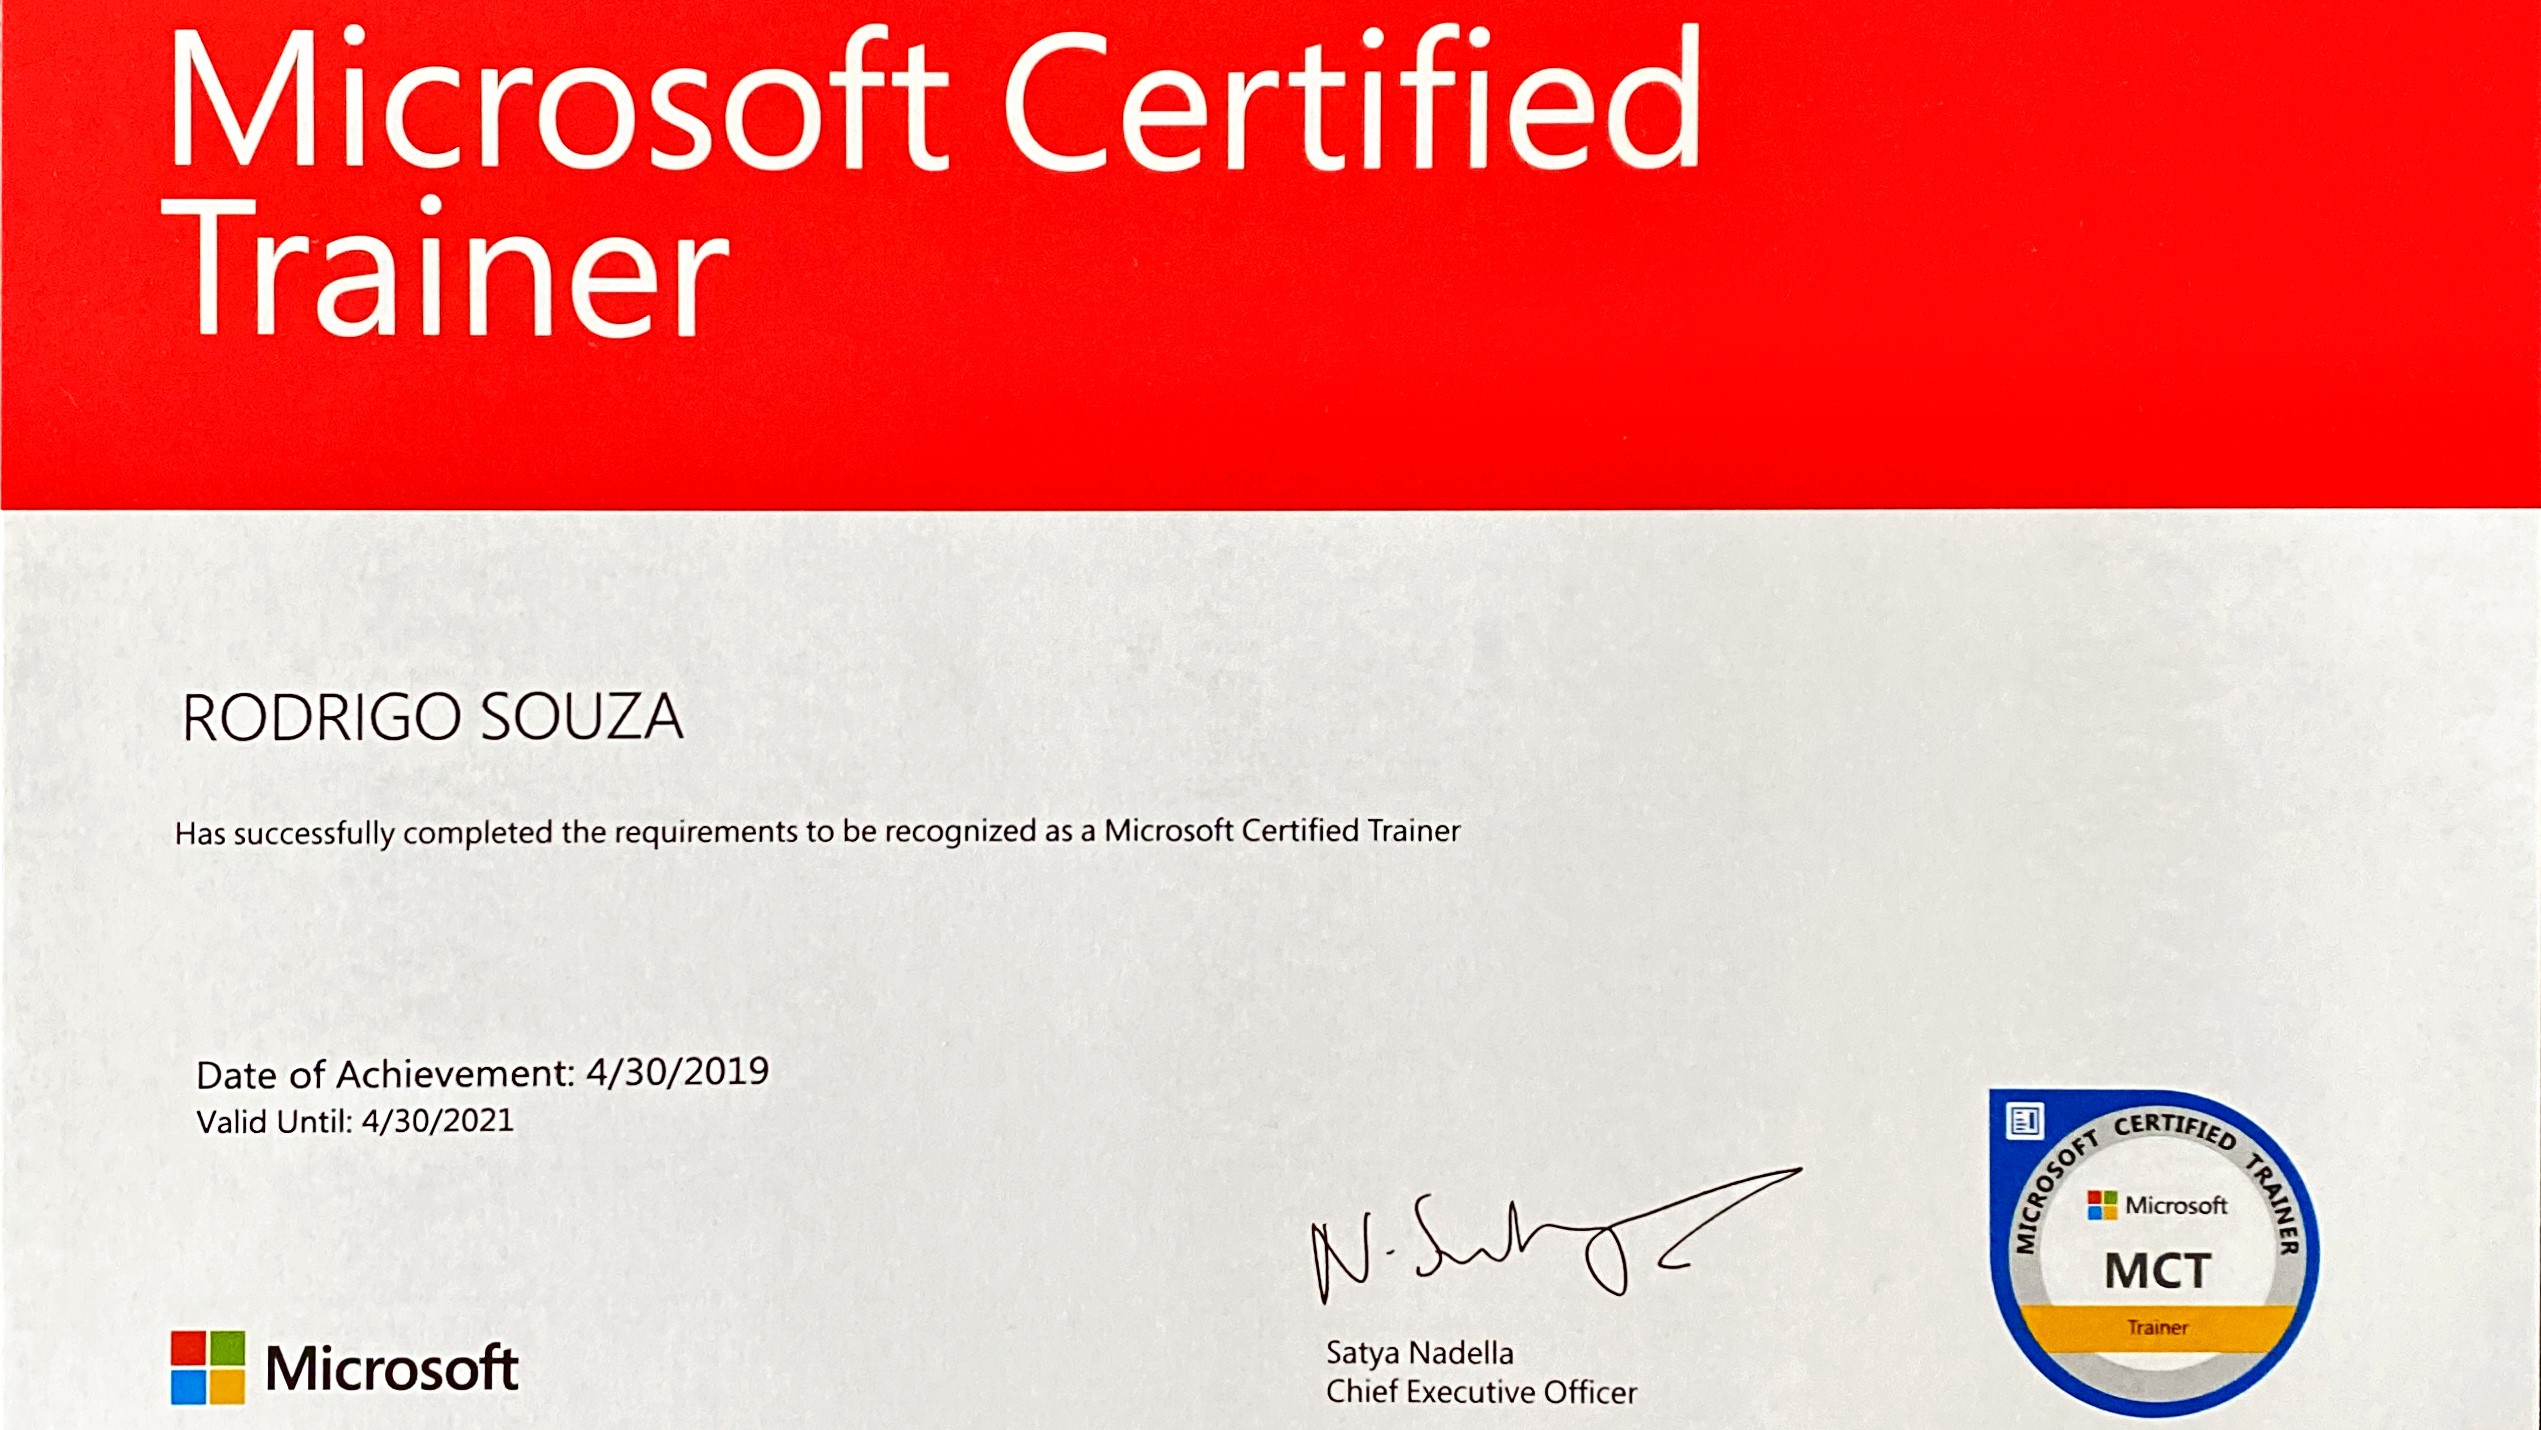 Microsoft Certified
Trainer
RODRIGO SOUZA
Has successfully completed the requirements to be recognized as a Microsoft Certified Trainer
Date of Achievement: 4/30/2019
Valid Until: 4/30/2021
Microsoft
Satya Nadella
Chief Executive Officer
MICROSOFT CERTIFIED TRAINER
Microsoft
MCT
Trainer